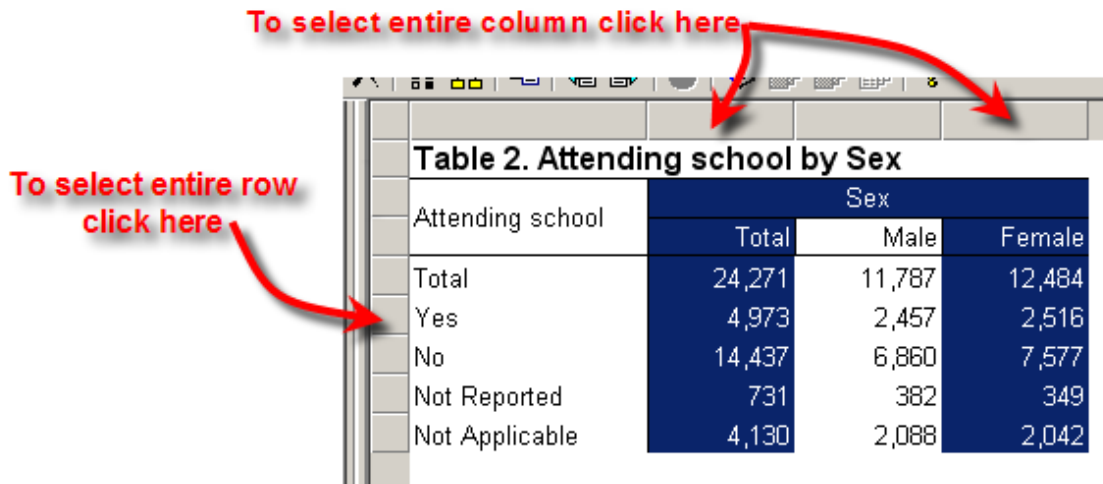 To select entire column click here
Table 2. Attending school by Sex
To select entire row
click here
Attending school
Sex
Total Male Female
Total 24,271 11,787 12,484
Yes 4,973 2,457 2,516
No 14,437 6,860 7,577
Not Reported 731 382 349
Not Applicable 4,130 2,088 2,042